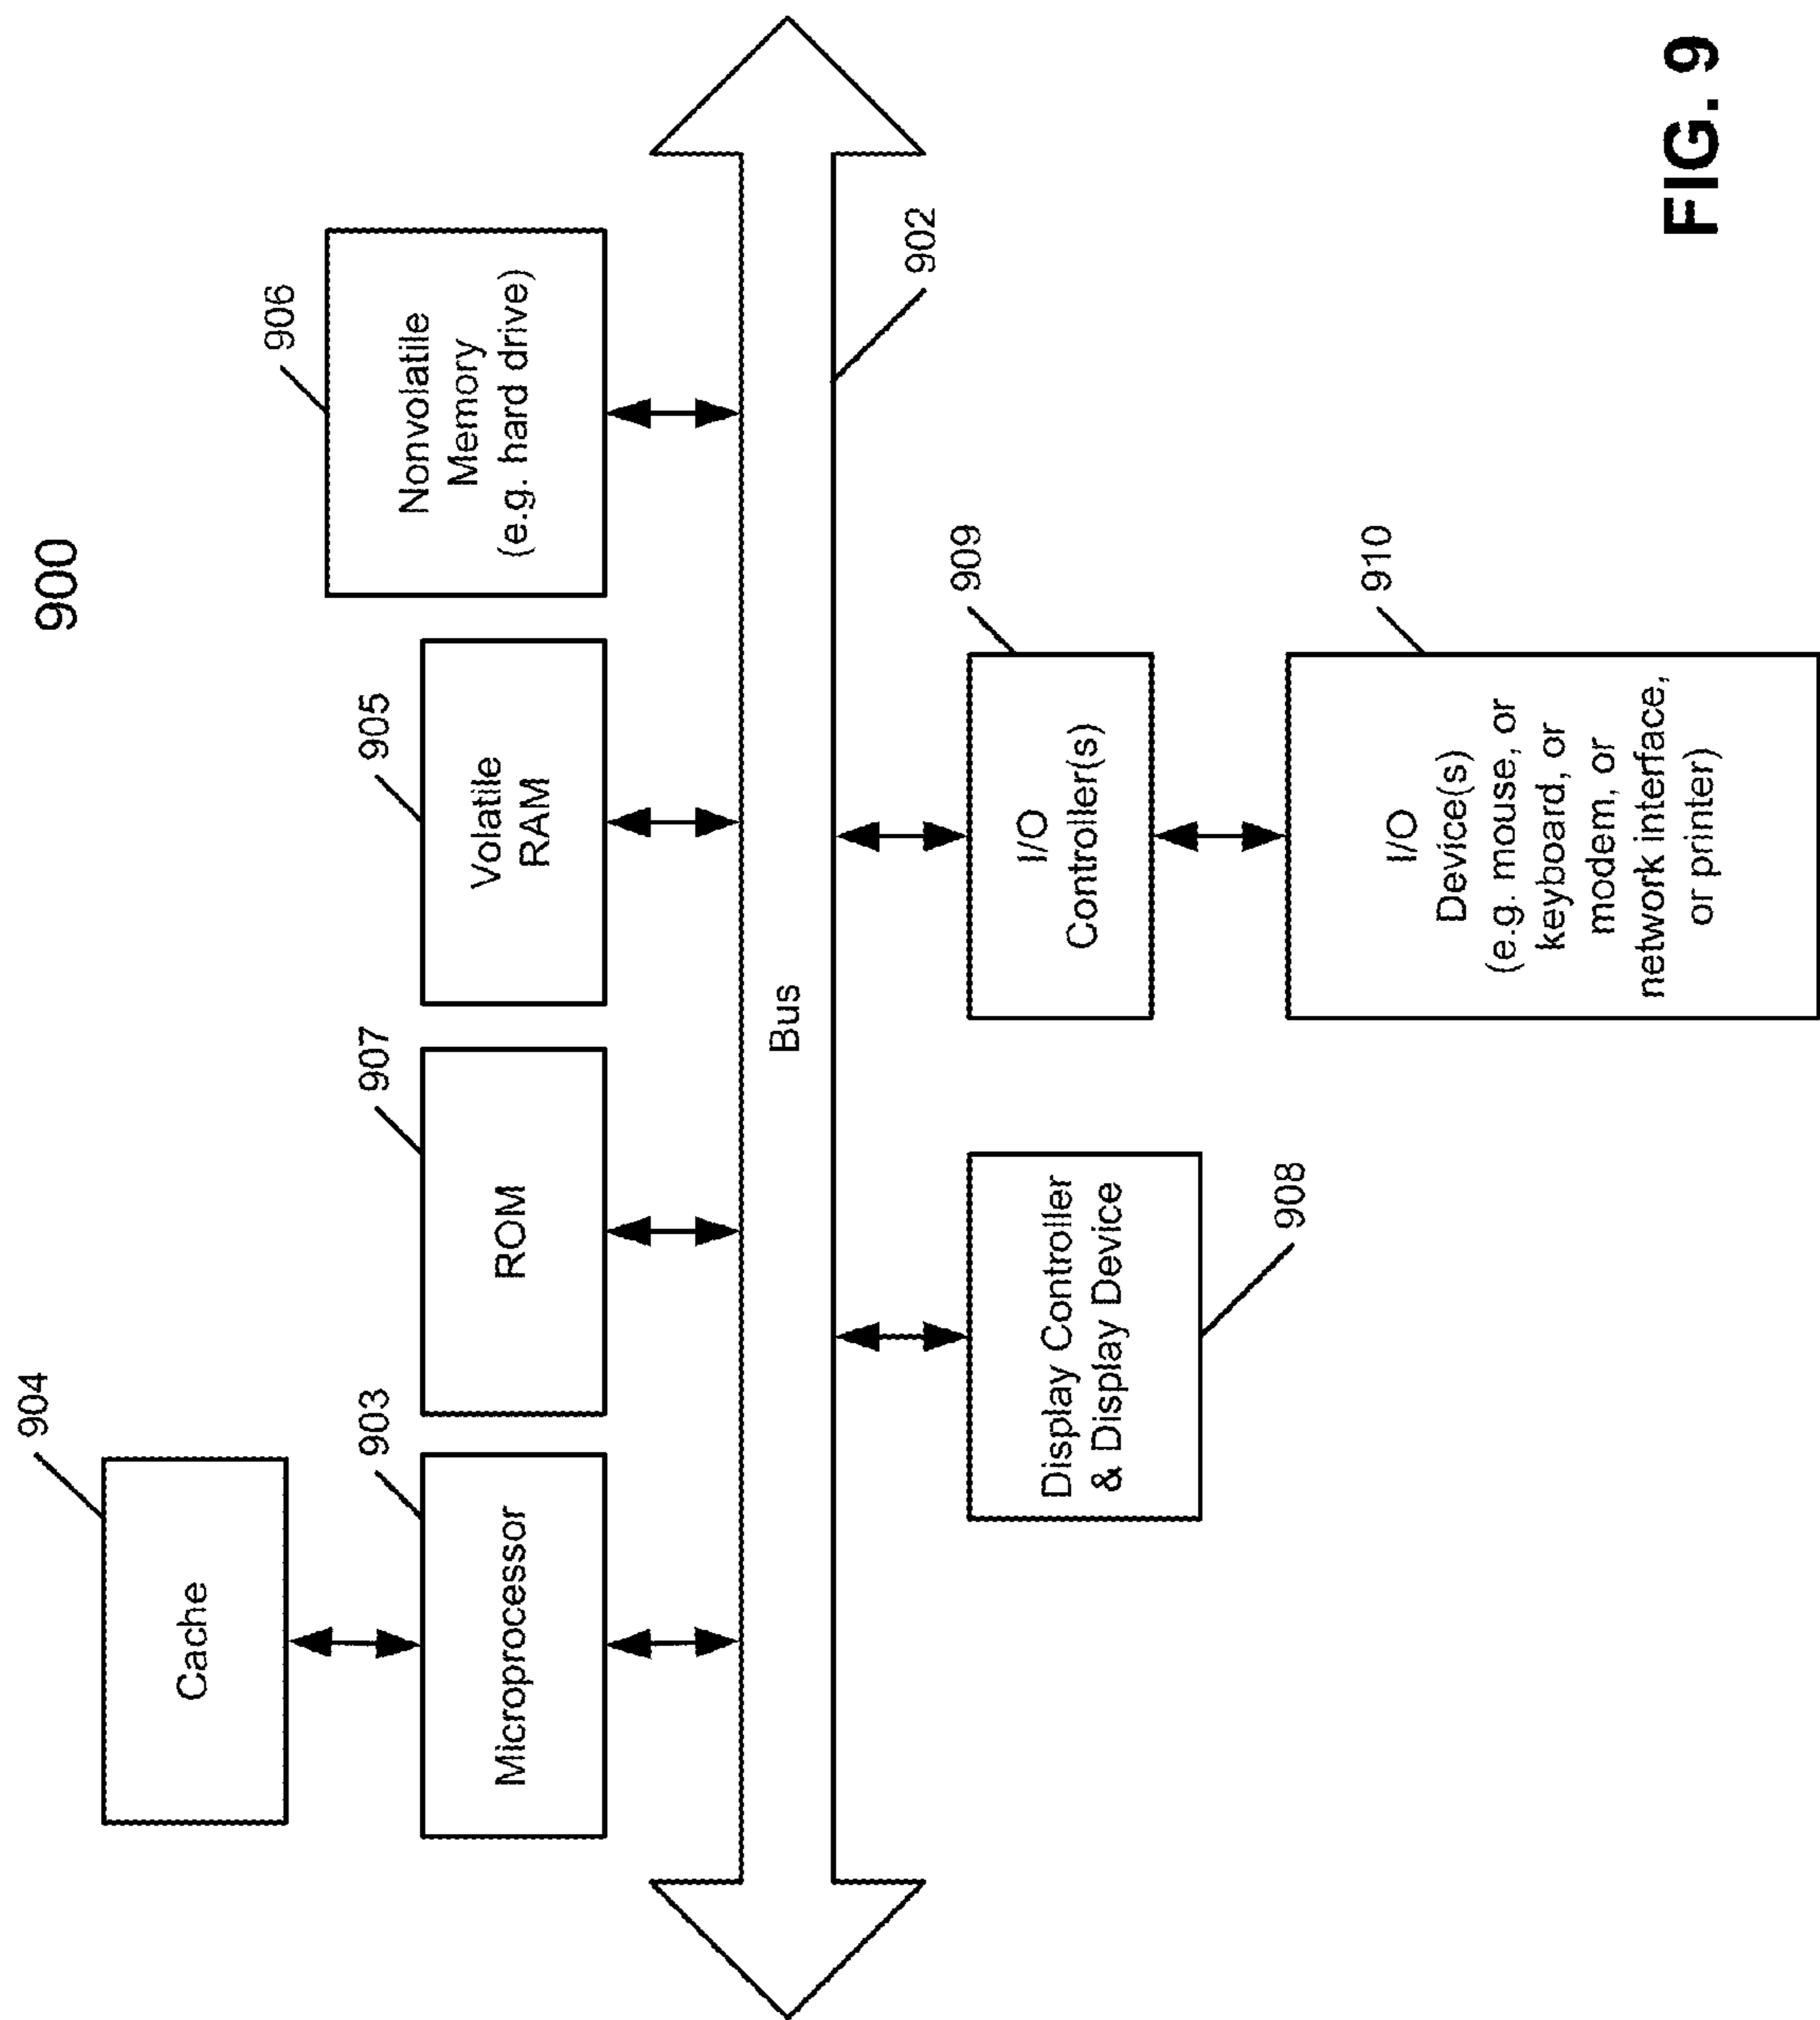 900
904
Cache
903
Microprocessor
907
ROM
905
Volatile
RAM
906
Nonvolatile
Memory
(e.g. hard drive)
Bus
902
Display Controller
& Display Device
908
909
I/O
Controller(s)
910
I/O
Device(s)
(e.g. mouse, or
keyboard, or
modem, or
network interface,
or printer)
FIG. 9